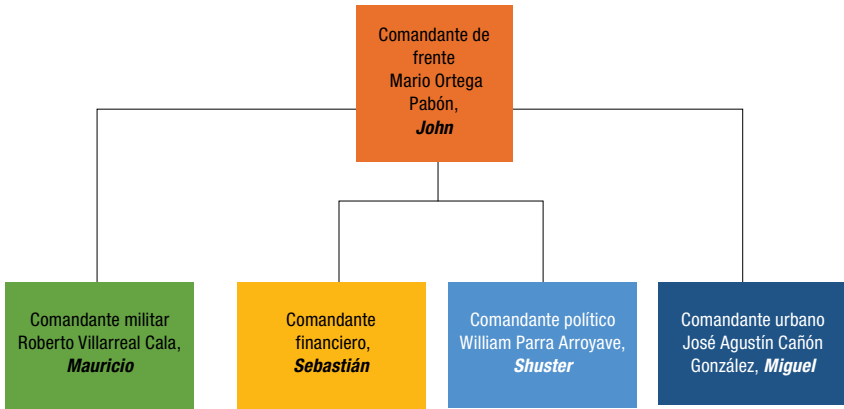 Comandante de
frente
Mario Ortega
Pabón,
John
Comandante militar
Roberto Villarreal Cala,
Mauricio
Comandante
financiero,
Sebastián
Comandante político
William Parra Arroyave,
Shuster
Comandante urbano
José Agustín Cañón
González, Miguel